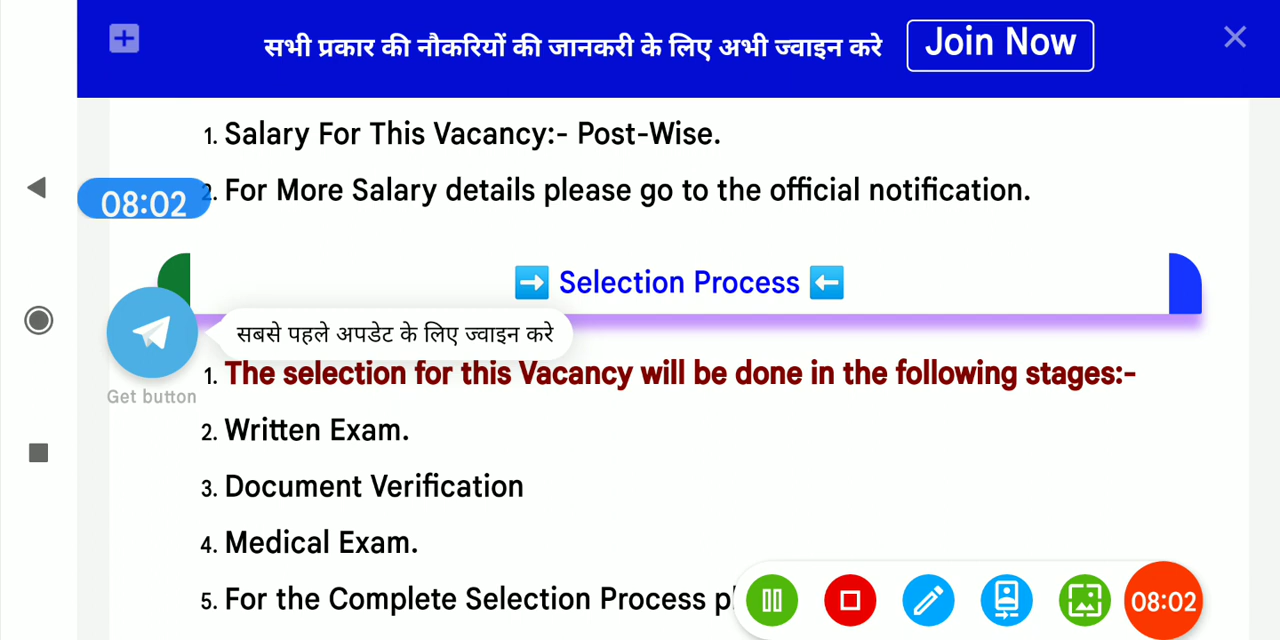 सभी प्रकार की नौकरियों की जानकरी के लिए अभी ज्वाइन करे Join Now
1. Salary For This Vacancy:- Post-Wise.
08:02
2. For More Salary details please go to the official notification.
➡️ Selection Process ⬅️
सबसे पहले अपडेट के लिए ज्वाइन करे
Get button
1. The selection for this Vacancy will be done in the following stages:-
2. Written Exam.
3. Document Verification
4. Medical Exam.
5. For the Complete Selection Process
08:02